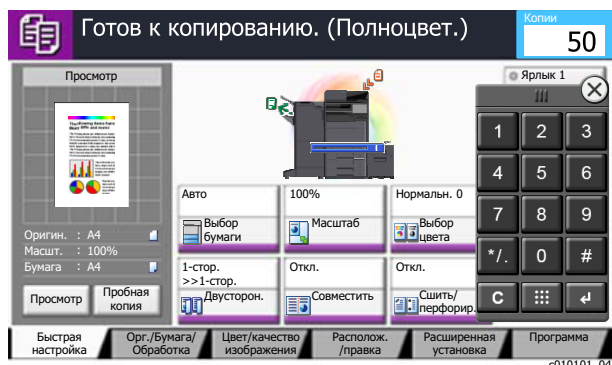 Готов к копированию. (Полноцвет.)
Копии
50
Просмотр
Ярлык 1
Оригин. : A4
Масшт. : 100%
Бумага : A4
Просмотр
Пробная
копия
Авто
Выбор
бумаги
100%
Масштаб
Нормальн. 0
Выбор
цвета
1-стор.
>>1-стор.
Двусторон.
Откл.
Совместить
Откл.
Сшить/
перфорир.
1 2 3
4 5 6
7 8 9
*/. 0 #
C
Быстрая
настройка
Орг./Бумага/
Обработка
Цвет/качество
изображения
Располож.
/правка
Расширенная
установка
Программа
c010101_04